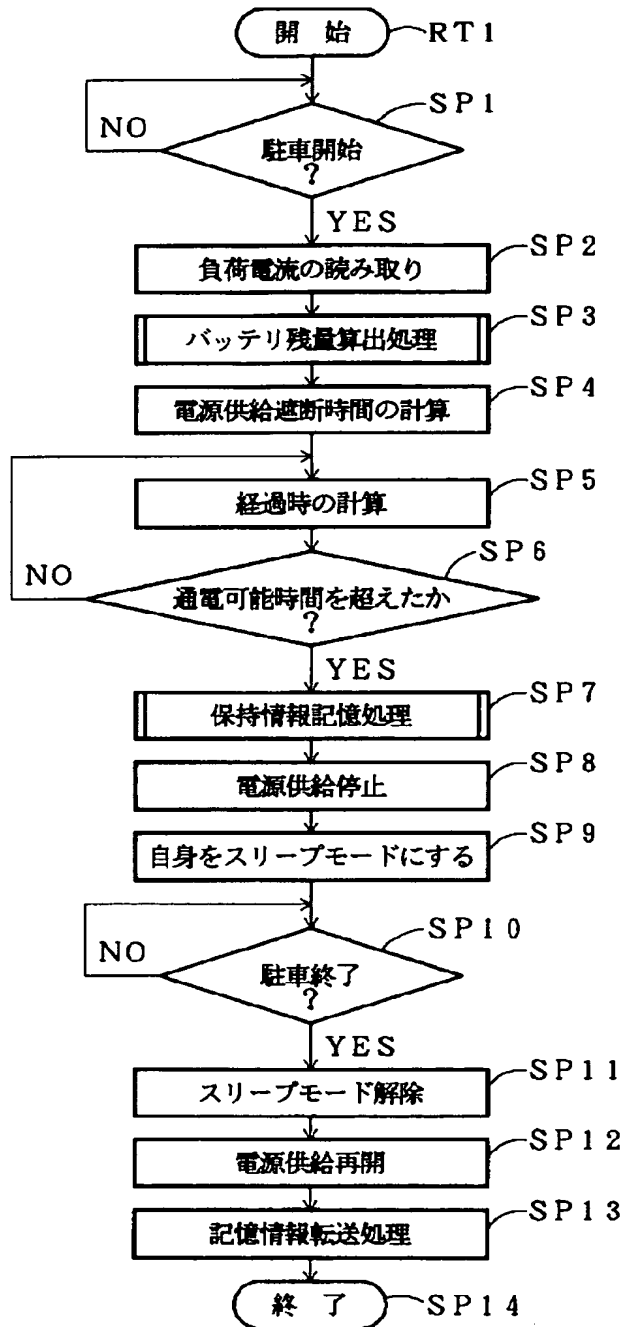 開 始
RT1
SP1
NO
駐車開始
?
YES
SP2
負荷電流の読み取り
SP3
バッテリ残量算出処理
SP4
電源供給遮断時間の計算
SP5
経過時の計算
SP6
NO
通電可能時間を超えたか
?
YES
SP7
保持情報記憶処理
SP8
電源供給停止
SP9
自身をスリープモードにする
SP10
NO
駐車終了
?
YES
SP11
スリープモード解除
SP12
電源供給再開
SP13
記憶情報転送処理
終 了
SP14